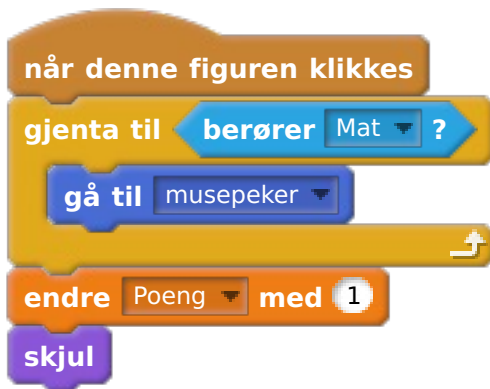 når denne figuren klikkes
gjenta til berører Mat ?
gå til musepeker
endre Poeng med 1
skjul